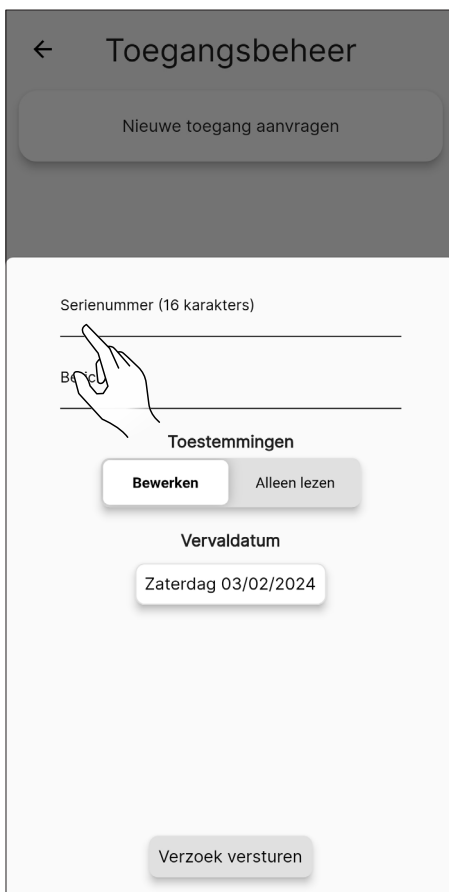 Toegangsbeheer
Nieuwe toegang aanvragen
Serienummer (16 karakters)
Toestemmingen
Bewerken Alleen lezen
Vervaldatum
Zaterdag 03/02/2024
Verzoek versturen